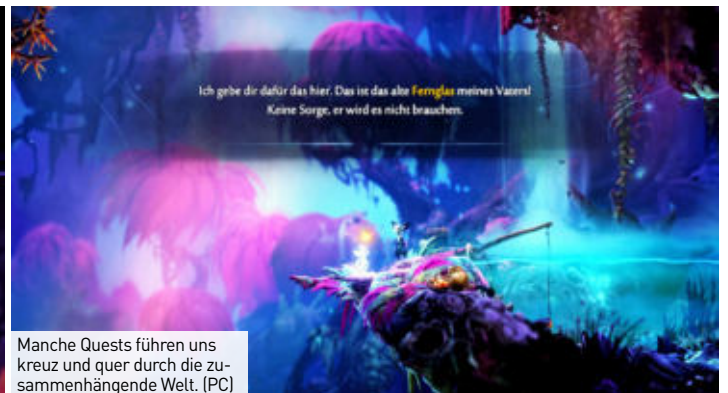 Ich gebe dir dafür das hier. Das ist das alte Fernglas meines Vaters!
Keine Sorge, er wird es nicht brauchen.
Manche Quests führen uns
kreuz und quer durch die zu-
sammenhängende Welt. (PC)